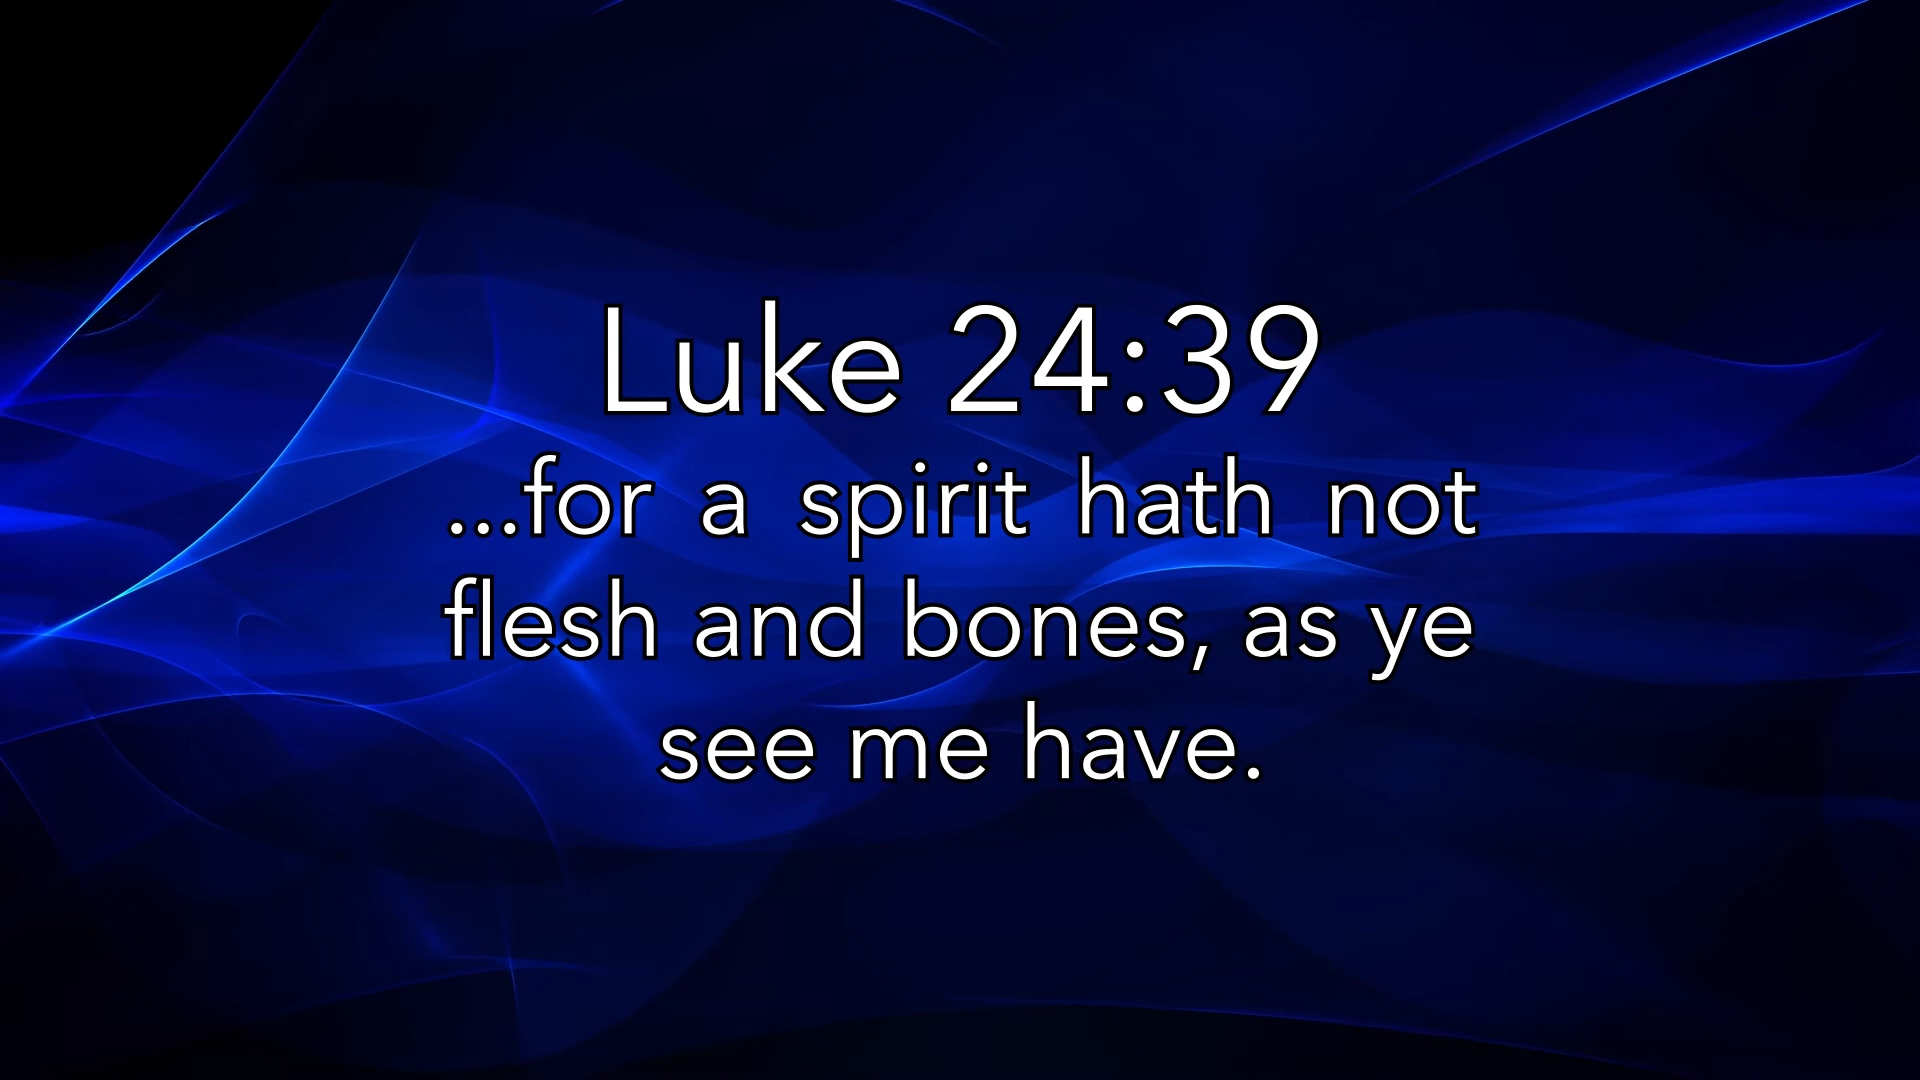 Luke 24:39
...for a spirit hath not
flesh and bones, as ye
see me have.